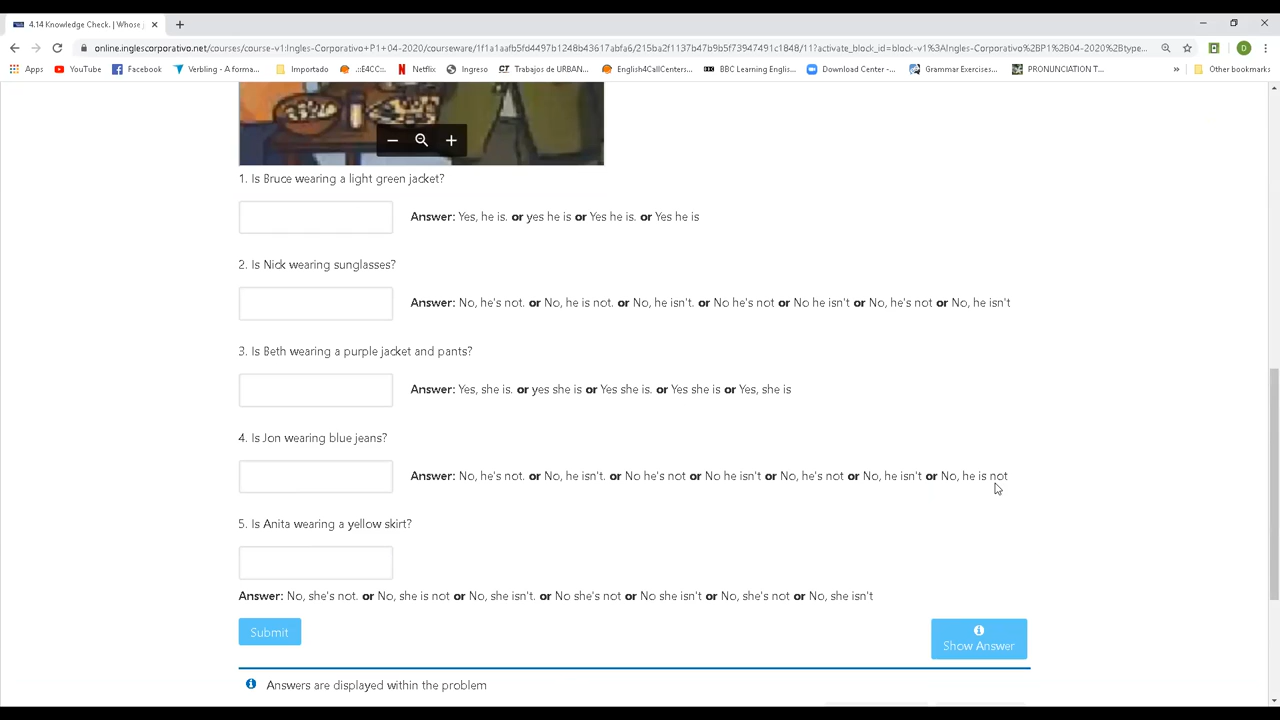 4.14 Knowledge Check. | Whose j
online.inglescorporativo.net/courses/course-v1:Ingles-Corporativo+P1+04-2020/courseware/1f1a1aafb5fd4497b1248b43617abfa6/215ba2f1137b47b9b5f73947491c1848/11?activate_block_id=block-v1%3AIngles-Corporativo%2BP1%2B04-2020%2Btype...
D
Apps YouTube Facebook Verbling - A forma... Importado .::E4CC::. Netflix Ingreso CT Trabajos de URBAN... English4CallCenters... BBC Learning English... Download Center -... Grammar Exercises... PRONUNCIATION T... » Other bookmarks
1. Is Bruce wearing a light green jacket?
Answer: Yes, he is. or yes he is or Yes he is. or Yes he is
2. Is Nick wearing sunglasses?
Answer: No, he's not. or No, he is not. or No, he isn't. or No he's not or No he isn't or No, he's not or No, he isn't
3. Is Beth wearing a purple jacket and pants?
Answer: Yes, she is. or yes she is or Yes she is. or Yes she is or Yes, she is
4. Is Jon wearing blue jeans?
Answer: No, he's not. or No, he isn't. or No he's not or No he isn't or No, he's not or No, he isn't or No, he is not
5. Is Anita wearing a yellow skirt?
Answer: No, she's not. or No, she is not or No, she isn't. or No she's not or No she isn't or No, she's not or No, she isn't
Submit
Show Answer
Answers are displayed within the problem